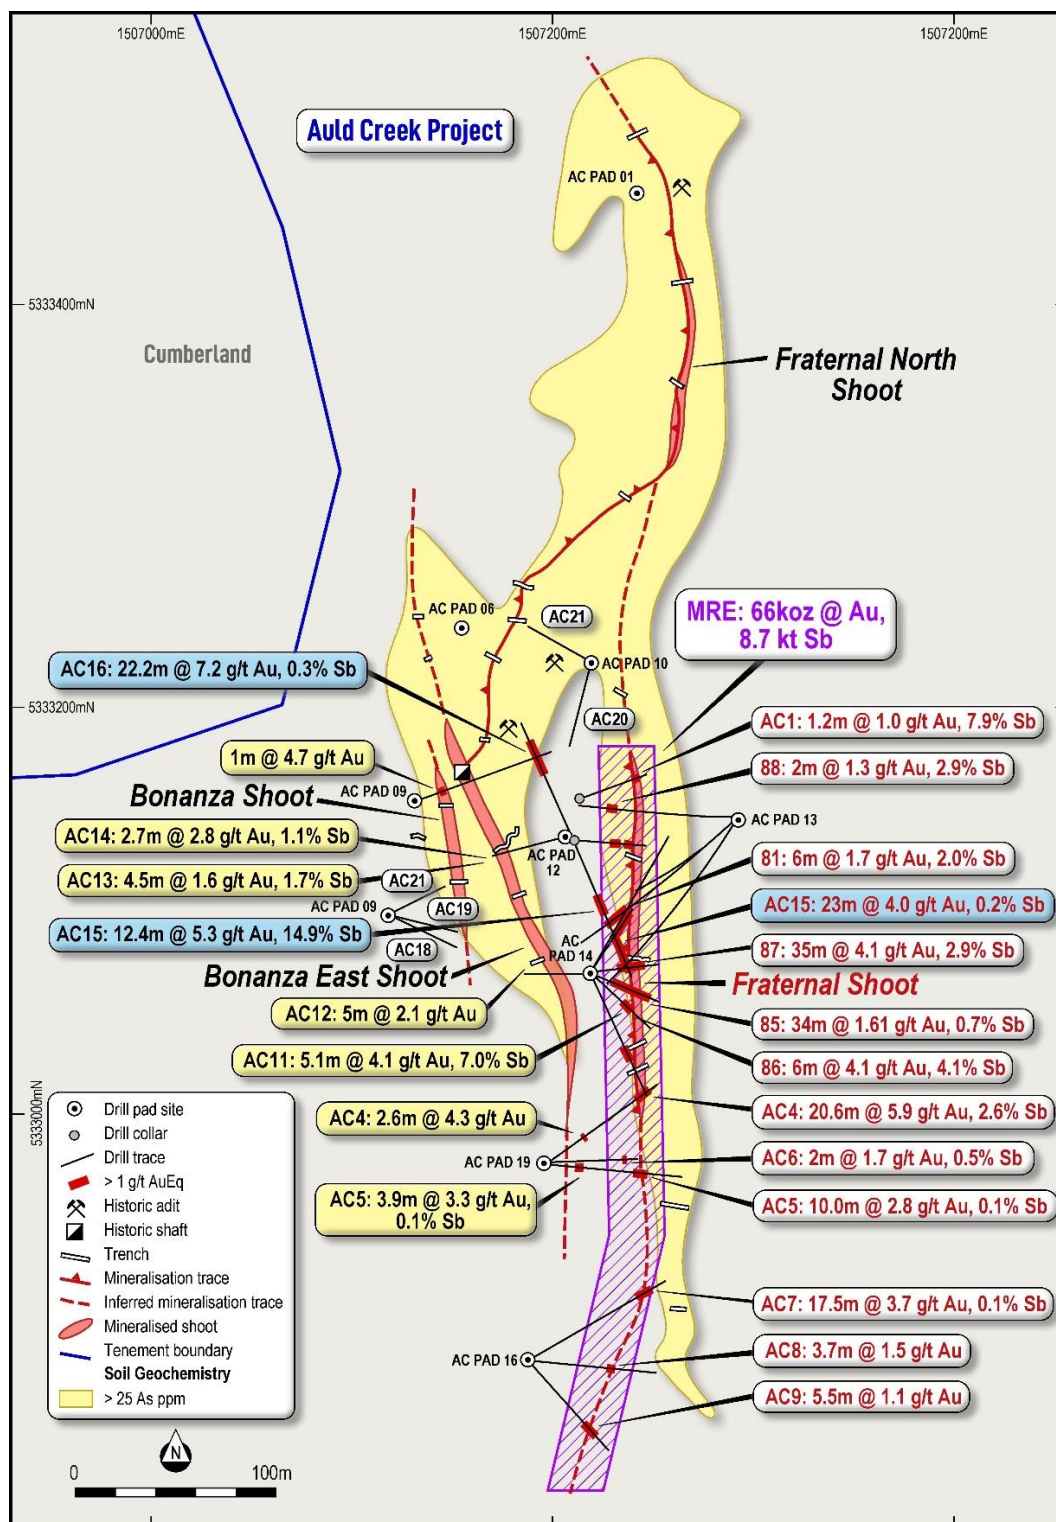 1507000mE
1507200mE
1507200mE
Auld Creek Project
AC PAD 01
5333400mN
Cumberland
Fraternal North
Shoot
AC PAD 06
AC21
MRE: 66koz @ Au,
8.7 kt Sb
AC16: 22.2m @ 7.2 g/t Au, 0.3% Sb
AC PAD 10
5333200mN
AC20
AC1: 1.2m @ 1.0 g/t Au, 7.9% Sb
1m @ 4.7 g/t Au
88: 2m @ 1.3 g/t Au, 2.9% Sb
AC PAD 09
Bonanza Shoot
AC PAD 13
AC14: 2.7m @ 2.8 g/t Au, 1.1% Sb
AC PAD
12
81: 6m @ 1.7 g/t Au, 2.0% Sb
AC13: 4.5m @ 1.6 g/t Au, 1.7% Sb
AC21
AC PAD 09
AC19
AC15: 23m @ 4.0 g/t Au, 0.2% Sb
AC15: 12.4m @ 5.3 g/t Au, 14.9% Sb
AC18
AC
PAD 14
87: 35m @ 4.1 g/t Au, 2.9% Sb
Bonanza East Shoot
Fraternal Shoot
AC12: 5m @ 2.1 g/t Au
85: 34m @ 1.61 g/t Au, 0.7% Sb
AC11: 5.1m @ 4.1 g/t Au, 7.0% Sb
86: 6m @ 4.1 g/t Au, 4.1% Sb
5333000mN
AC4: 2.6m @ 4.3 g/t Au
AC4: 20.6m @ 5.9 g/t Au, 2.6% Sb
AC PAD 19
AC6: 2m @ 1.7 g/t Au, 0.5% Sb
AC5: 3.9m @ 3.3 g/t Au,
0.1% Sb
AC5: 10.0m @ 2.8 g/t Au, 0.1% Sb
AC7: 17.5m @ 3.7 g/t Au, 0.1% Sb
AC PAD 16
AC8: 3.7m @ 1.5 g/t Au
AC9: 5.5m @ 1.1 g/t Au
Drill pad site
Drill collar
Drill trace
> 1 g/t AuEq
Historic adit
Historic shaft
Trench
Mineralisation trace
Inferred mineralisation trace
Mineralised shoot
Tenement boundary
Soil Geochemistry
> 25 As ppm
N
0
100m